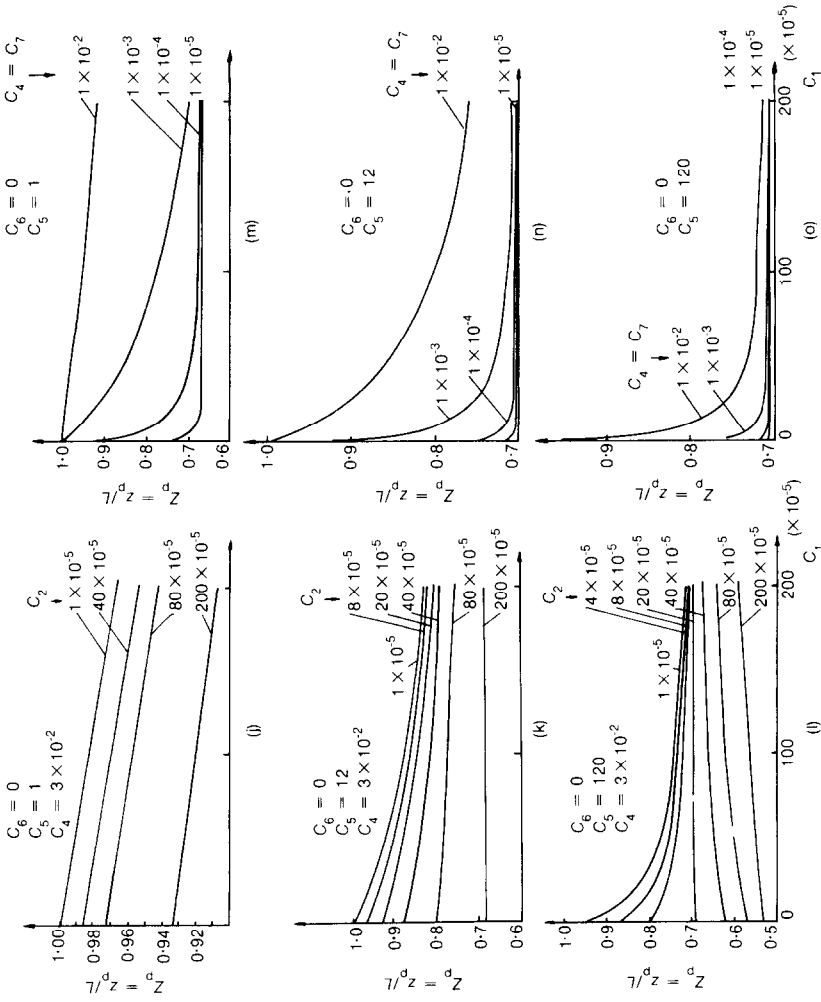 C₆ = 0
C₅ = 1
C₄ = 3 × 10⁻²
C₂
1 × 10⁻⁵
40 × 10⁻⁵
80 × 10⁻⁵
200 × 10⁻⁵
1·00
0·98
0·96
0·94
0·92
Zₚ = zₚ/L
(j)
C₆ = 0
C₅ = 12
C₄ = 3 × 10⁻²
C₂
1 × 10⁻⁵
8 × 10⁻⁵
20 × 10⁻⁵
40 × 10⁻⁵
80 × 10⁻⁵
200 × 10⁻⁵
1·0
0·9
0·8
0·7
0·6
Zₚ = zₚ/L
(k)
C₆ = 0
C₅ = 120
C₄ = 3 × 10⁻²
C₂
1 × 10⁻⁵
4 × 10⁻⁵
8 × 10⁻⁵
20 × 10⁻⁵
40 × 10⁻⁵
80 × 10⁻⁵
200 × 10⁻⁵
1·0
0·9
0·8
0·7
0·6
0·5
Zₚ = zₚ/L
0
100
200
(× 10⁻⁵)
C₁
(l)
C₆ = 0
C₅ = 1
C₄ = C₇
1 × 10⁻²
1 × 10⁻³
1 × 10⁻⁴
1 × 10⁻⁵
1·0
0·9
0·8
0·7
0·6
Zₚ = zₚ/L
(m)
C₆ = ·0
C₅ = 12
C₄ = C₇
1 × 10⁻²
1 × 10⁻³
1 × 10⁻⁴
1 × 10⁻⁵
1·0
0·9
0·8
0·7
Zₚ = zₚ/L
(n)
C₆ = 0
C₅ = 120
C₄ = C₇
1 × 10⁻²
1 × 10⁻³
1 × 10⁻⁴
1 × 10⁻⁵
0·9
0·8
0·7
Zₚ = zₚ/L
0
100
200
(× 10⁻⁵)
C₁
(o)